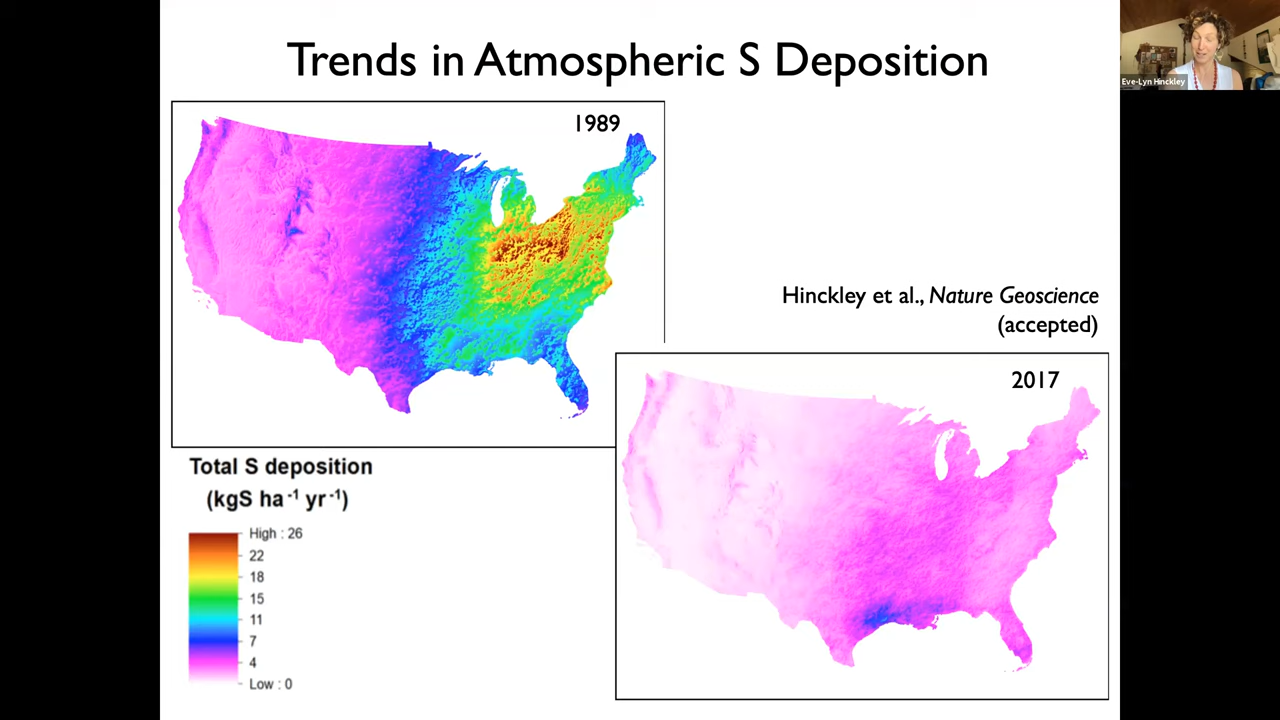 Trends in Atmospheric S Deposition
Eve-Lyn Hinckley
1989
Hinckley et al., Nature Geoscience
(accepted)
2017
Total S deposition
(kgS ha⁻¹ yr⁻¹)
High : 26
22
18
15
11
7
4
Low : 0